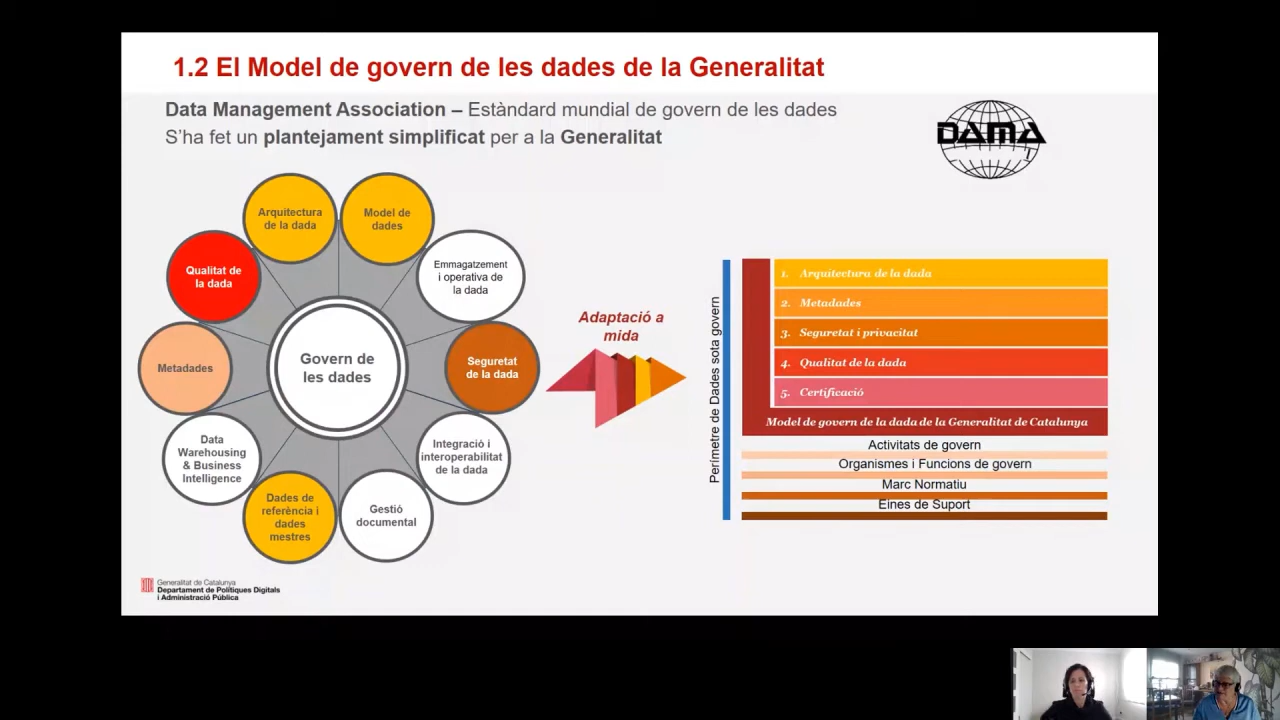 1.2 El Model de govern de les dades de la Generalitat
Data Management Association – Estàndard mundial de govern de les dades
S'ha fet un plantejament simplificat per a la Generalitat
DAMA
Arquitectura
de la dada
Model de
dades
Qualitat de
la dada
Emmagatzement
i operativa de
la dada
Metadades
Govern de
les dades
Seguretat
de la dada
Data
Warehousing
& Business
Intelligence
Integració i
interoperabilitat
de la dada
Dades de
referència i
dades
mestres
Gestió
documental
Adaptació a
mida
Perímetre de Dades sota govern
1. Arquitectura de la dada
2. Metadades
3. Seguretat i privacitat
4. Qualitat de la dada
5. Certificació
Model de govern de la dada de la Generalitat de Catalunya
Activitats de govern
Organismes i Funcions de govern
Marc Normatiu
Eines de Suport
Generalitat de Catalunya
Departament de Polítiques Digitals
i Administració Pública